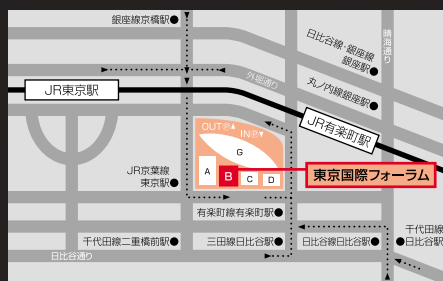 銀座線京橋駅
日比谷線・銀座線
銀座駅
晴海通り
外堀通り
丸ノ内線銀座駅
JR東京駅
JR有楽町駅
OUTⓅ▲
INⓅ▼
G
A
B
C
D
JR京葉線
東京駅
東京国際フォーラム
有楽町線有楽町駅
千代田線二重橋前駅
三田線日比谷駅
日比谷線日比谷駅
千代田線
日比谷駅
日比谷通り